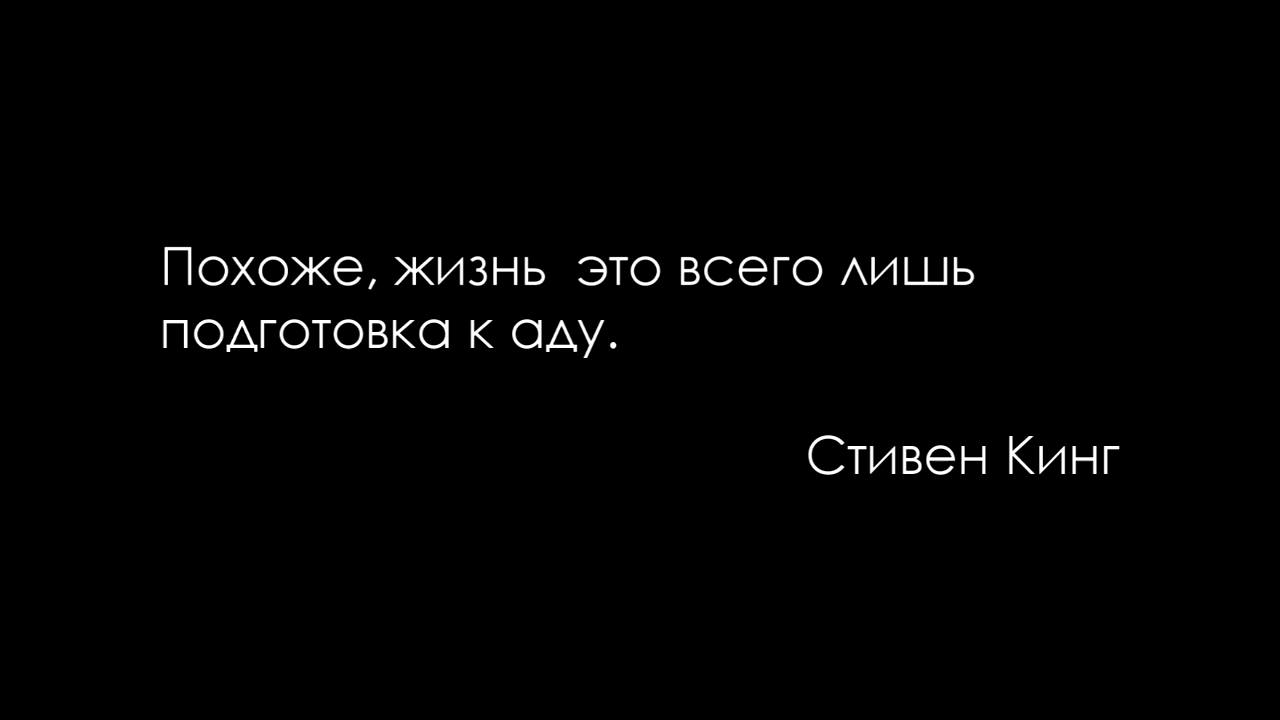 Похоже, жизнь  это всего лишь
подготовка к аду.
Стивен Кинг